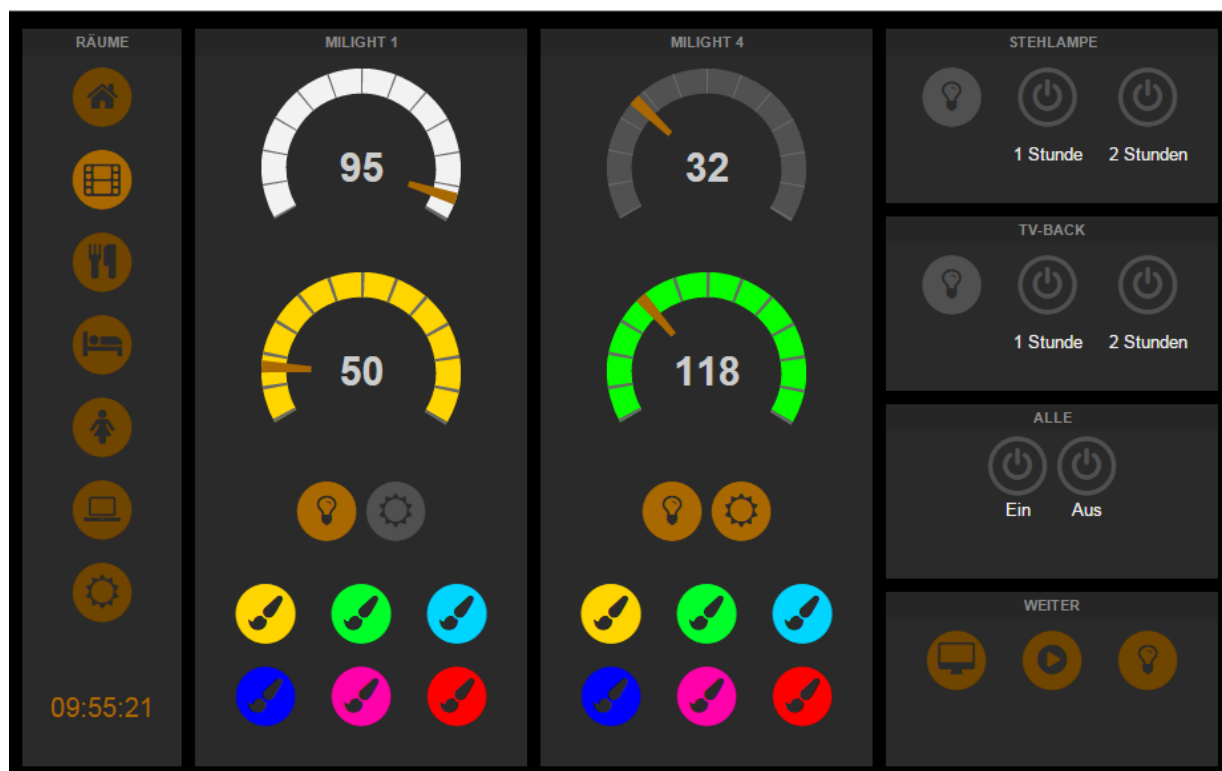 RÄUME
09:55:21
MILIGHT 1
95
50
MILIGHT 4
32
118
STEHLAMPE
1 Stunde 2 Stunden
TV-BACK
1 Stunde 2 Stunden
ALLE
Ein Aus
WEITER